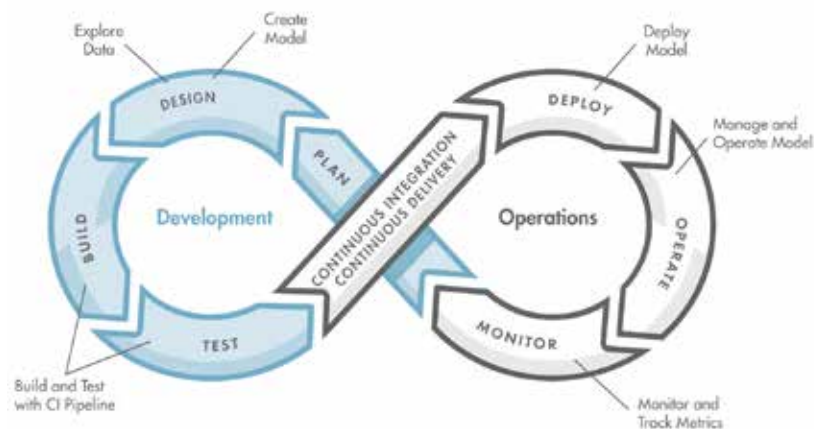 Explore
Data
Create
Model
DESIGN
PLAN
Development
BUILD
TEST
Build and Test
with CI Pipeline
CONTINUOUS INTEGRATION
CONTINUOUS DELIVERY
Deploy
Model
DEPLOY
Manage and
Operate Model
Operations
OPERATE
MONITOR
Monitor and
Track Metrics